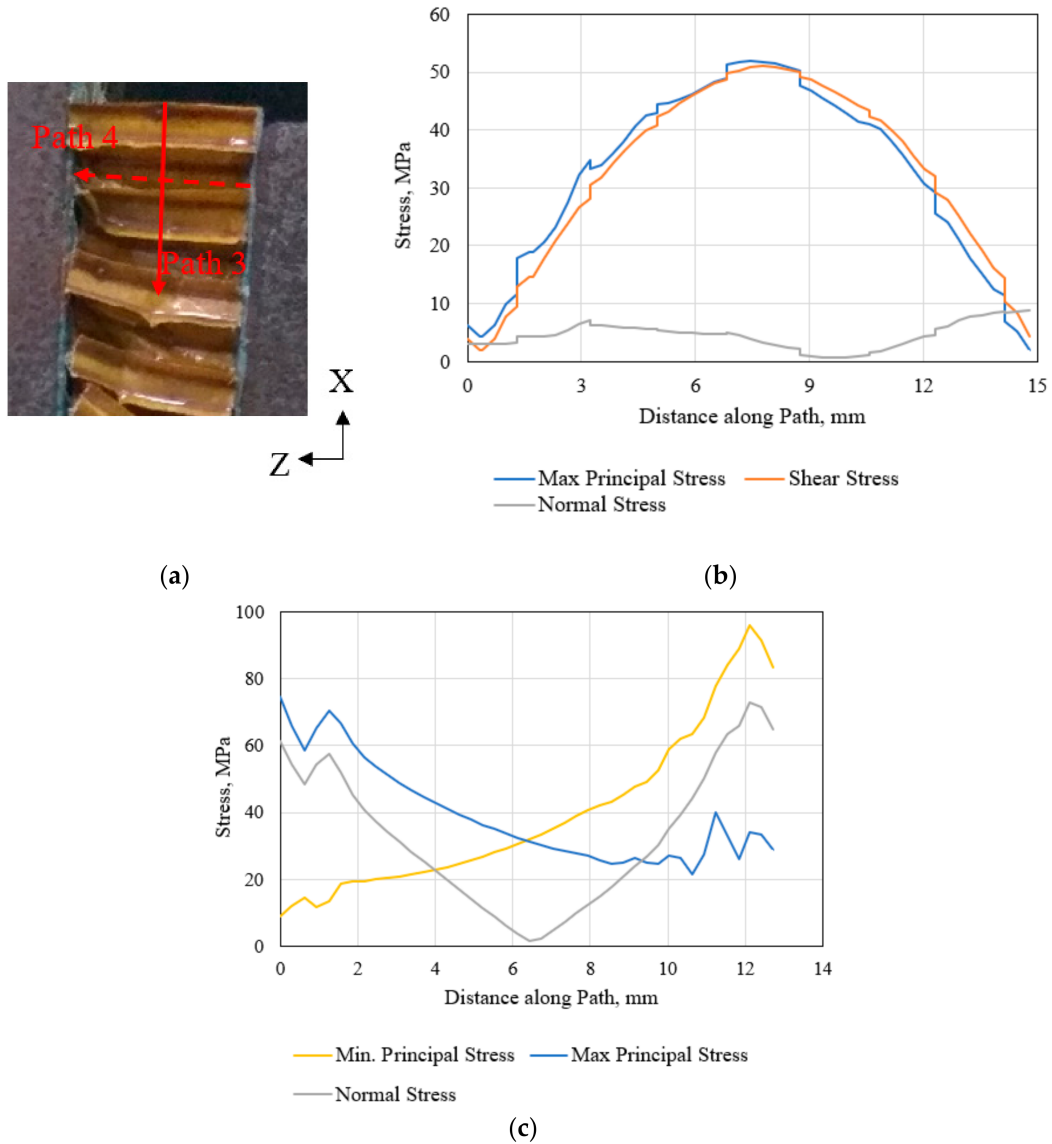 Path 4
Path 3
X
Z
(a)
60
50
40
30
20
10
0
Stress, MPa
0 3 6 9 12 15
Distance along Path, mm
Max Principal Stress Shear Stress
Normal Stress
(b)
100
80
60
40
20
0
Stress, MPa
0 2 4 6 8 10 12 14
Distance along Path, mm
Min. Principal Stress Max Principal Stress
Normal Stress
(c)